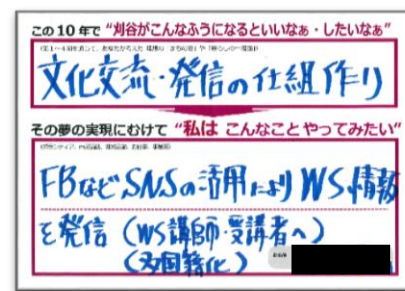 この10年で “刈谷がこんなふうになるといいなぁ・したいなぁ”
文化交流・発信の仕組作り
その夢の実現にむけて “私は こんなこと やってみたい”
FBなどSNSの活用によりWS情報
を発信（WS講師・受講者へ）